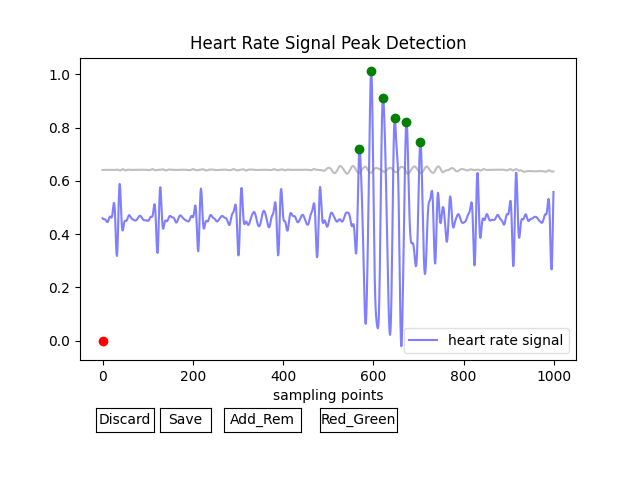 Heart Rate Signal Peak Detection
1.0
0.8
0.6
0.4
0.2
0.0
heart rate signal
0 200 400 600 800 1000
sampling points
Discard Save Add_Rem Red_Green